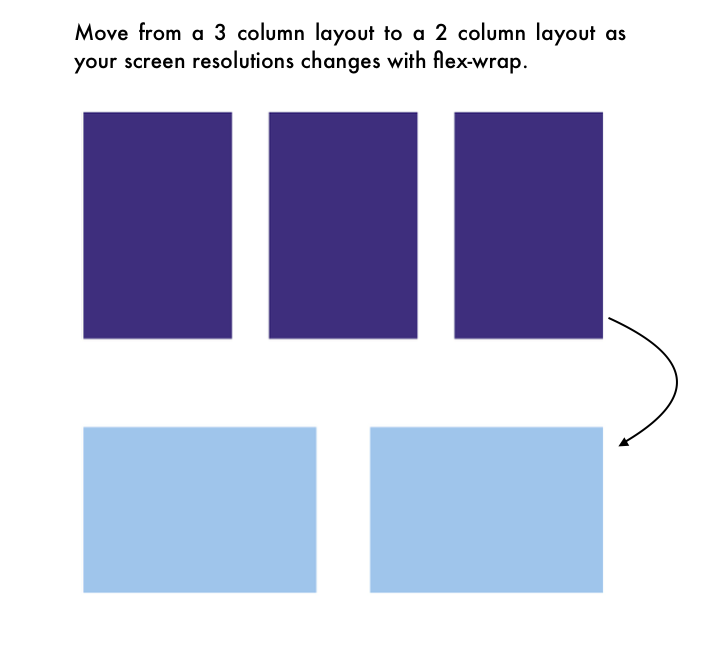 Move from a 3 column layout to a 2 column layout as
your screen resolutions changes with flex-wrap.